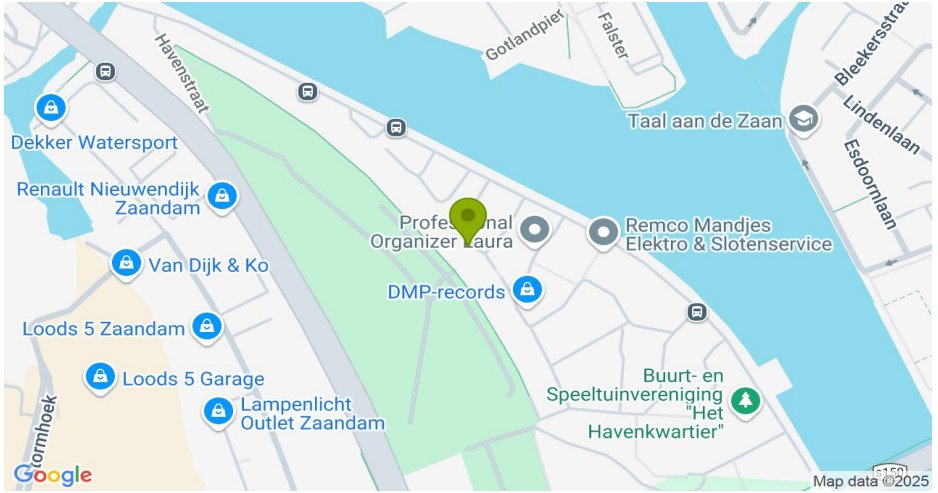 Havenstraat
Gotlandpier
Falster
Bleekersstraat
Lindenlaan
Esdoornlaan
Taal aan de Zaan
Dekker Watersport
Renault Nieuwendijk
Zaandam
Van Dijk & Ko
Loods 5 Zaandam
Loods 5 Garage
Lampenlicht
Outlet Zaandam
Professional
Organizer Laura
Remco Mandjes
Elektro & Slotenservice
DMP-records
Buurt- en
Speeltuinvereniging
"Het
Havenkwartier"
Google
Map data ©2025